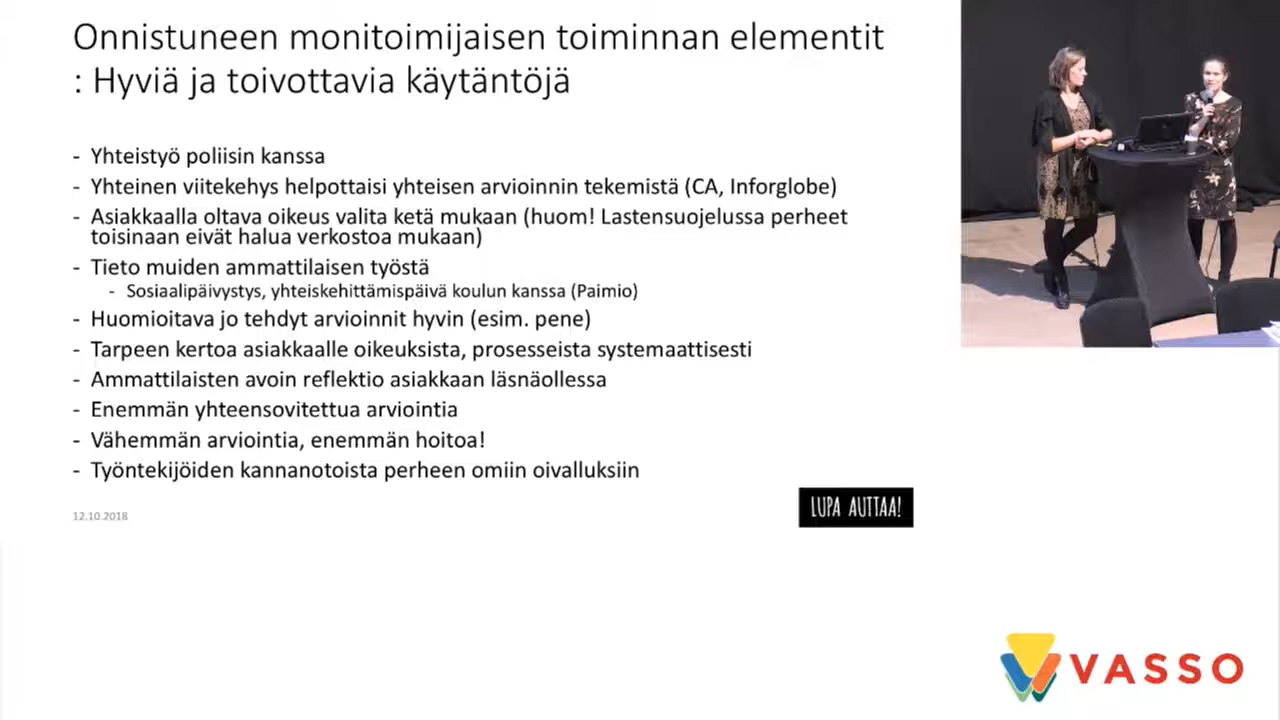 Onnistuneen monitoimijaisen toiminnan elementit
: Hyviä ja toivottavia käytäntöjä
- Yhteistyö poliisin kanssa
- Yhteinen viitekehys helpottaisi yhteisen arvioinnin tekemistä (CA, Inforglobe)
- Asiakkaalla oltava oikeus valita ketä mukaan (huom! Lastensuojelussa perheet
toisinaan eivät halua verkostoa mukaan)
- Tieto muiden ammattilaisen työstä
- Sosiaalipäivystys, yhteiskehittämispäivä koulun kanssa (Paimio)
- Huomioitava jo tehdyt arvioinnit hyvin (esim. pene)
- Tarpeen kertoa asiakkaalle oikeuksista, prosesseista systemaattisesti
- Ammattilaisten avoin reflektio asiakkaan läsnäollessa
- Enemmän yhteensovitettua arviointia
- Vähemmän arviointia, enemmän hoitoa!
- Työntekijöiden kannanotoista perheen omiin oivalluksiin
12.10.2018
LUPA AUTTAA!
VASSO